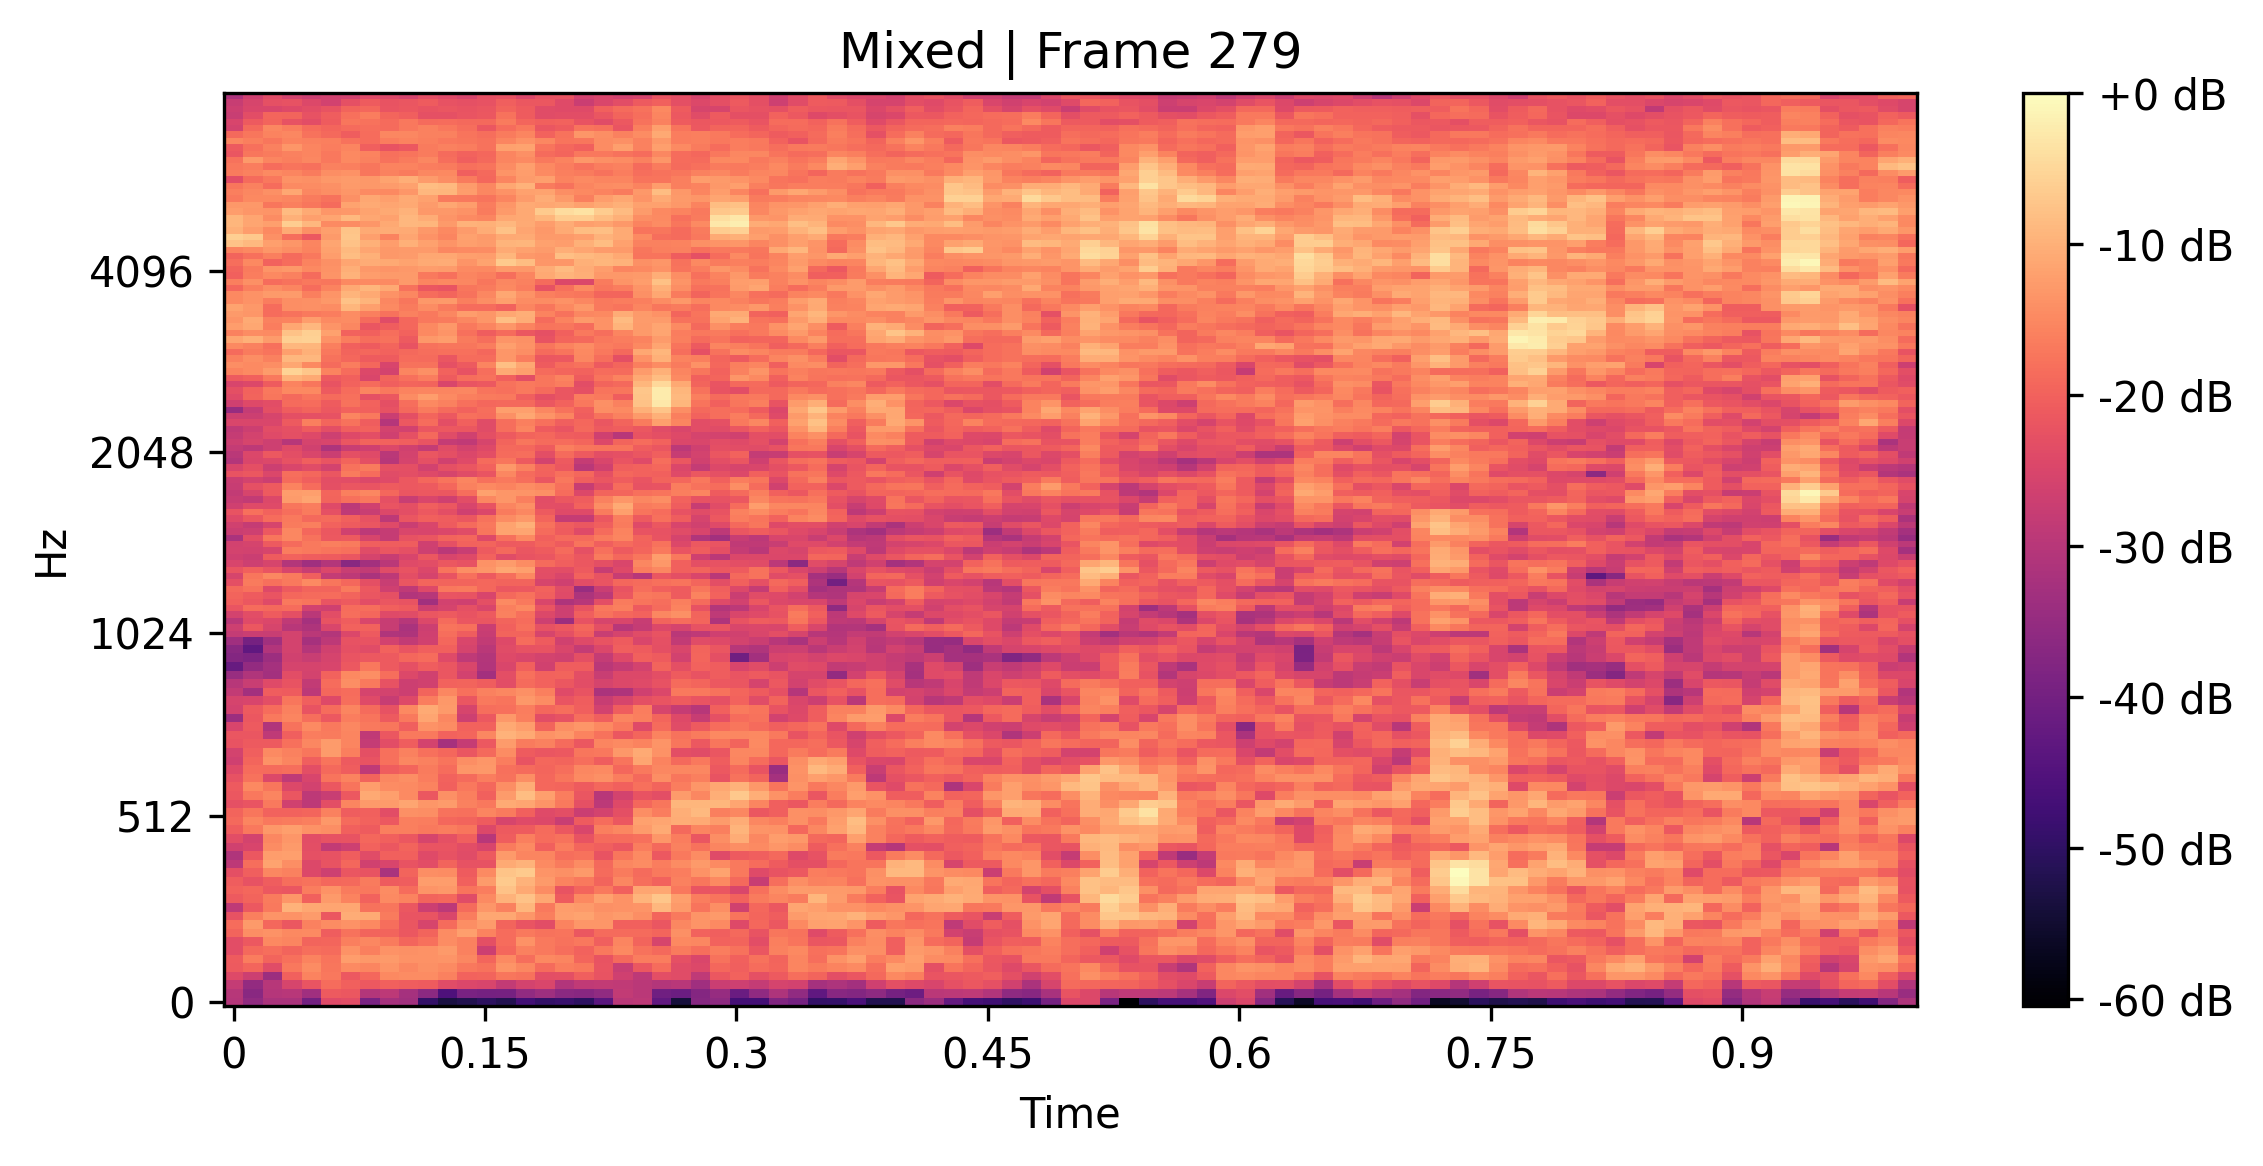 Mixed | Frame 279
+0 dB
-10 dB
-20 dB
-30 dB
-40 dB
-50 dB
-60 dB
Hz
4096
2048
1024
512
0
0 0.15 0.3 0.45 0.6 0.75 0.9
Time